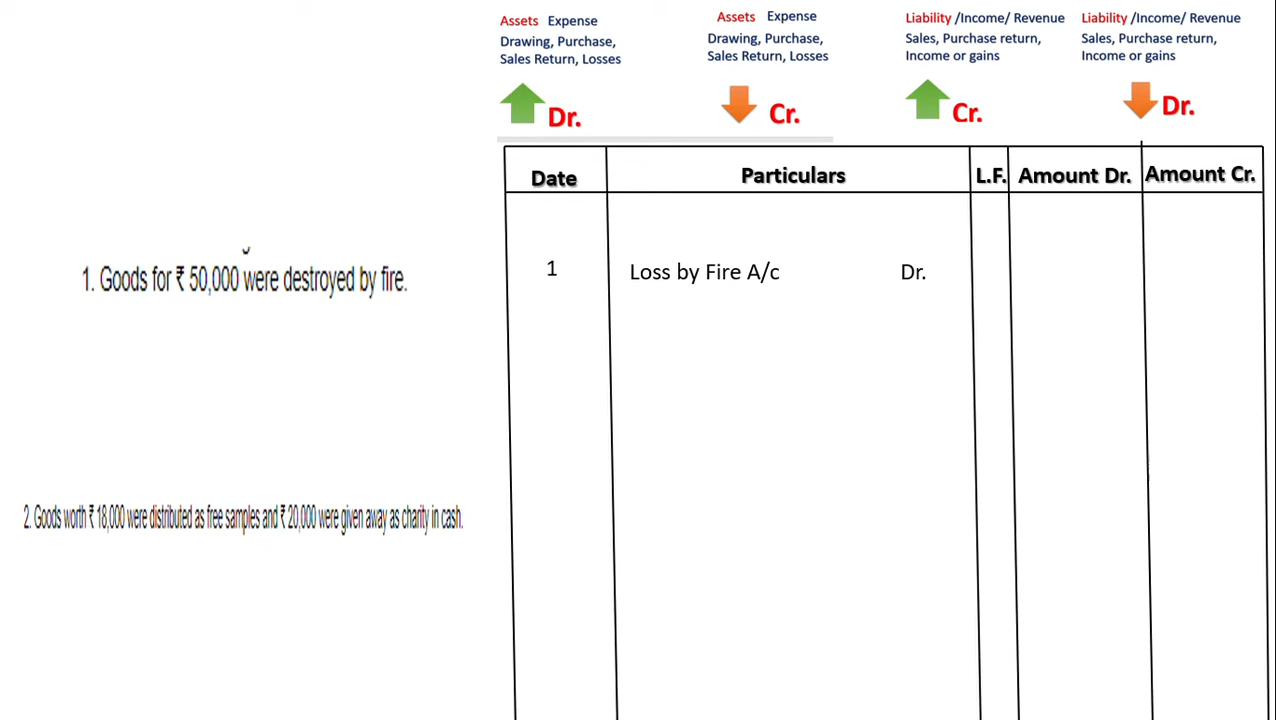 Assets Expense
Drawing, Purchase,
Sales Return, Losses
Dr.
Assets Expense
Drawing, Purchase,
Sales Return, Losses
Cr.
Liability /Income/ Revenue
Sales, Purchase return,
Income or gains
Cr.
Liability /Income/ Revenue
Sales, Purchase return,
Income or gains
Dr.
Date Particulars L.F. Amount Dr. Amount Cr.
1. Goods for ₹ 50,000 were destroyed by fire.
1 Loss by Fire A/c Dr.
2. Goods worth ₹ 18,000 were distributed as free samples and ₹ 20,000 were given away as charity in cash.